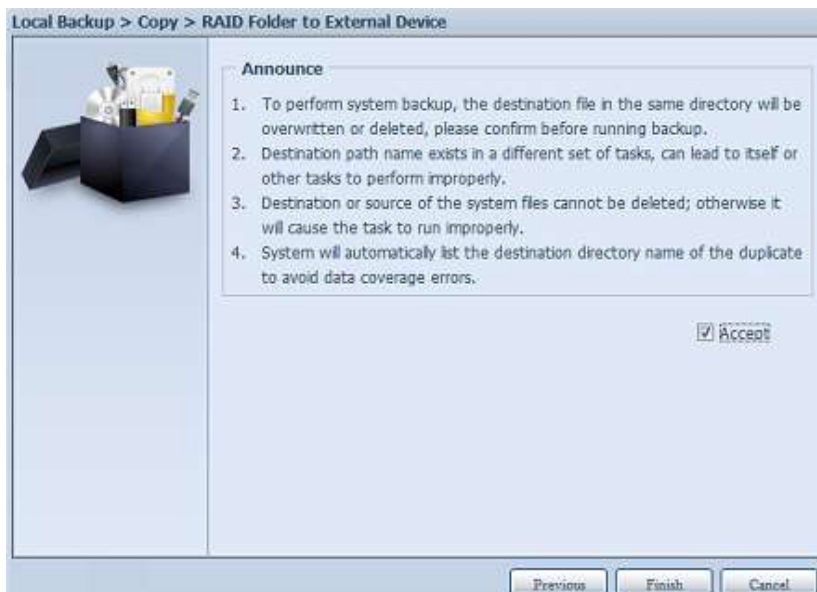 Local Backup > Copy > RAID Folder to External Device
Announce
1. To perform system backup, the destination file in the same directory will be
overwritten or deleted, please confirm before running backup.
2. Destination path name exists in a different set of tasks, can lead to itself or
other tasks to perform improperly.
3. Destination or source of the system files cannot be deleted; otherwise it
will cause the task to run improperly.
4. System will automatically list the destination directory name of the duplicate
to avoid data coverage errors.
Accept
Previous Finish Cancel